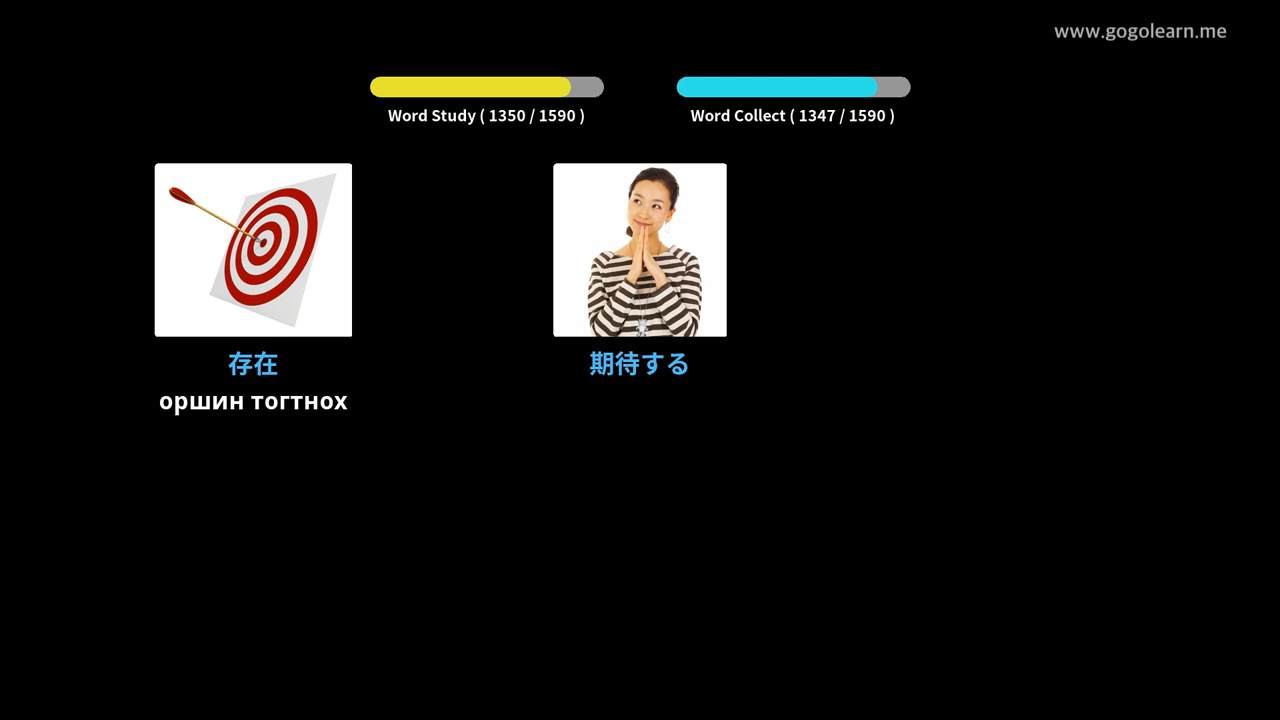 www.gogolearn.me
Word Study ( 1350 / 1590 )
Word Collect ( 1347 / 1590 )
存在
期待する
оршин тогтнох